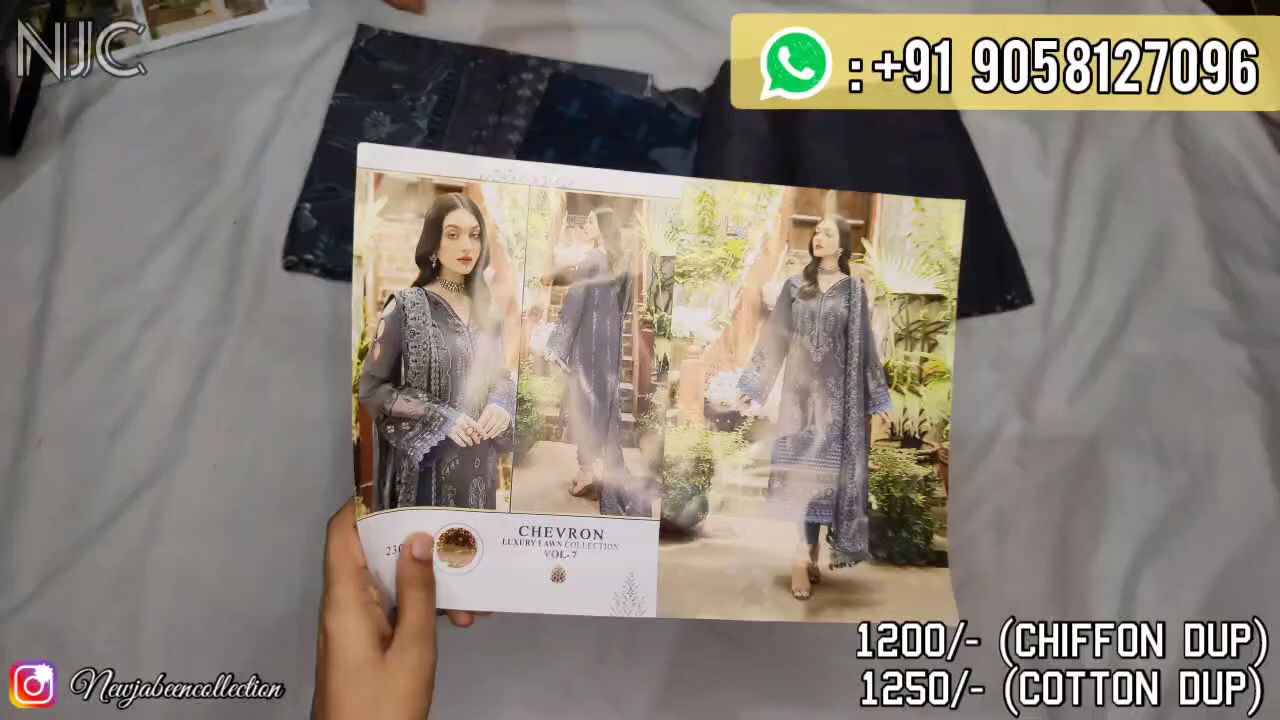 NJC
: +91 9058127096
CHEVRON
LUXURY LAWN COLLECTION
VOL-7
1200/- (CHIFFON DUP)
1250/- (COTTON DUP)
Newjabeencollection